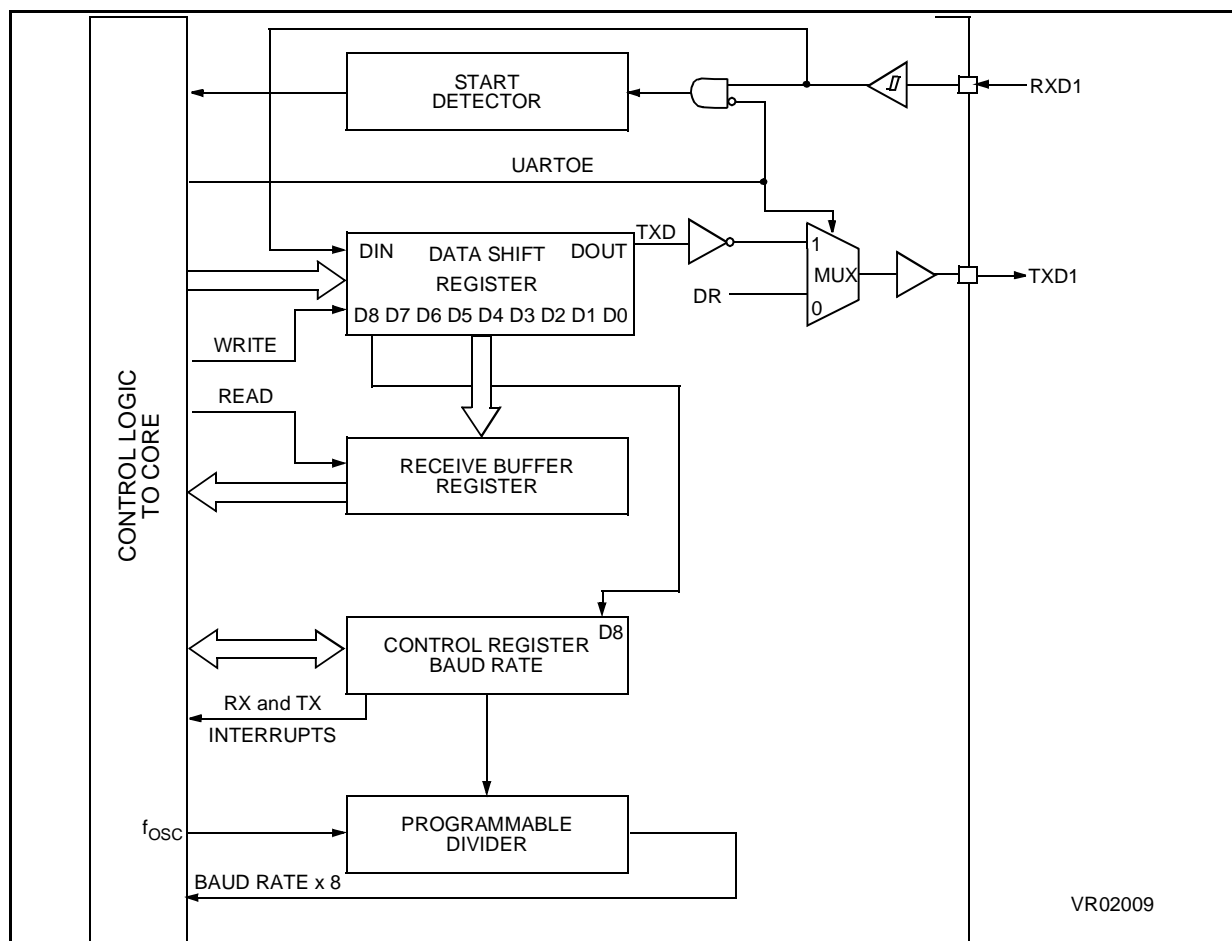 START
DETECTOR
RXD1
UARTOE
TXD
DIN DATA SHIFT DOUT
REGISTER
D8 D7 D6 D5 D4 D3 D2 D1 D0
1
MUX
0
DR
TXD1
WRITE
READ
CONTROL LOGIC
TO CORE
RECEIVE BUFFER
REGISTER
D8
CONTROL REGISTER
BAUD RATE
RX and TX
INTERRUPTS
fOSC
PROGRAMMABLE
DIVIDER
BAUD RATE x 8
VR02009